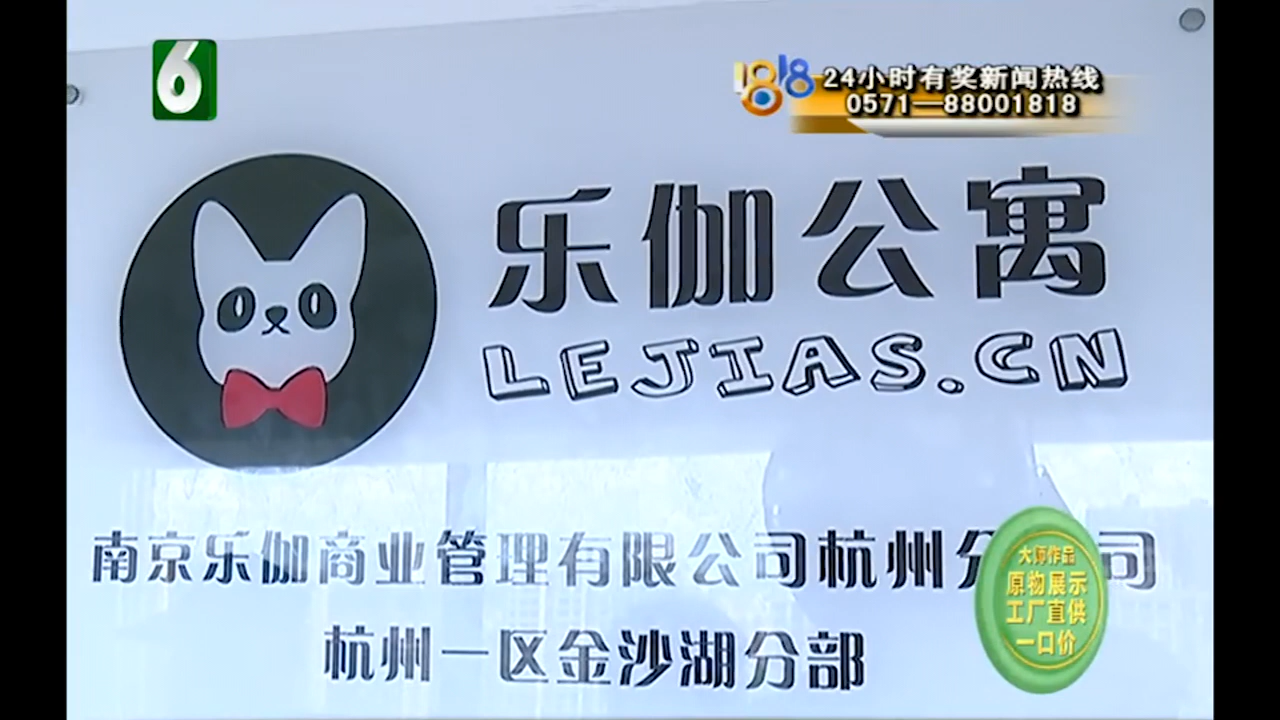 6
1818 24小时有奖新闻热线
0571—88001818
乐伽公寓
LEJIAS.CN
南京乐伽商业管理有限公司杭州分 司
杭州一区金沙湖分部
大师作品
原物展示
工厂直供
一口价